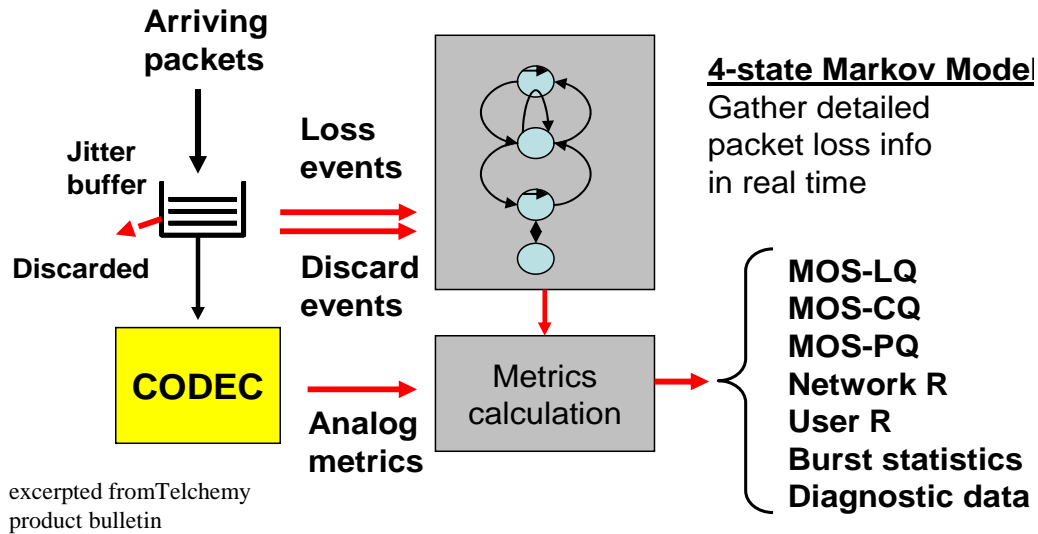 Arriving
packets
Jitter
buffer
Discarded
Loss
events
Discard
events
4-state Markov Model
Gather detailed
packet loss info
in real time
CODEC
Analog
metrics
Metrics
calculation
MOS-LQ
MOS-CQ
MOS-PQ
Network R
User R
Burst statistics
Diagnostic data
excerpted fromTelchemy
product bulletin